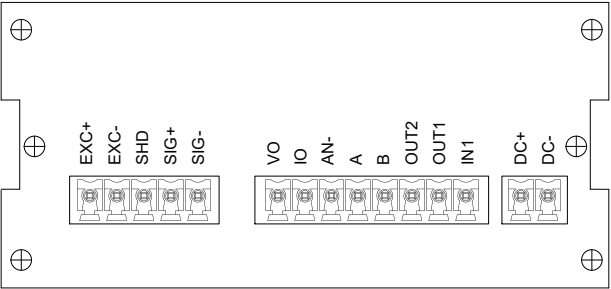 EXC+
EXC-
SHD
SIG+
SIG-
VO
IO
AN-
A
B
OUT2
OUT1
IN1
DC+
DC-